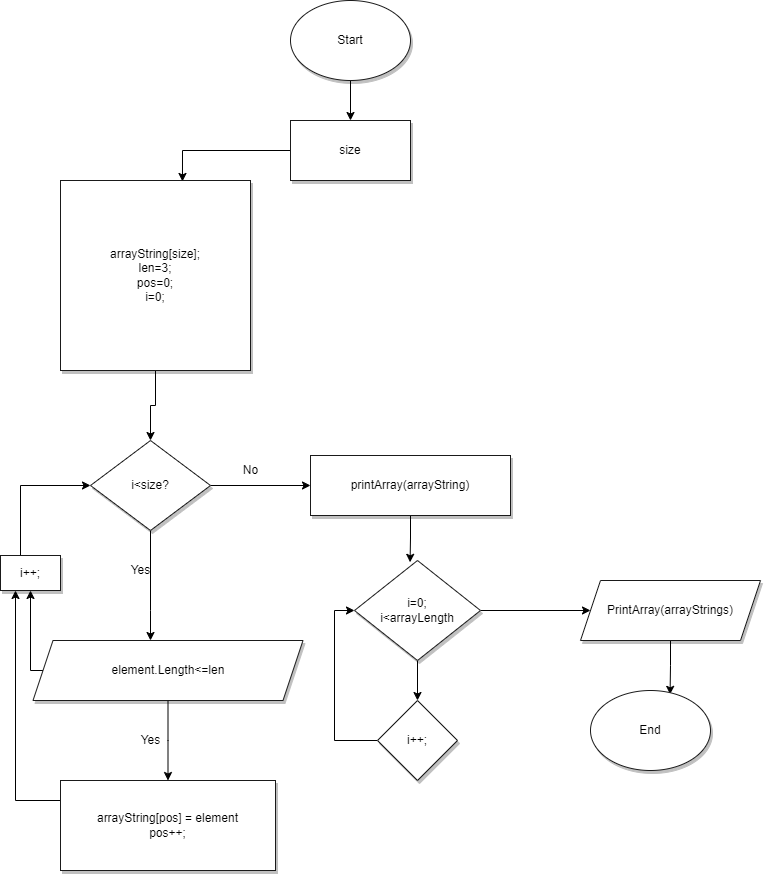 Start
size
arrayString[size];
len=3;
pos=0;
i=0;
i<size?
No
printArray(arrayString)
Yes
i++;
i=0;
i<arrayLength
PrintArray(arrayStrings)
element.Length<=len
Yes
i++;
End
arrayString[pos] = element
pos++;